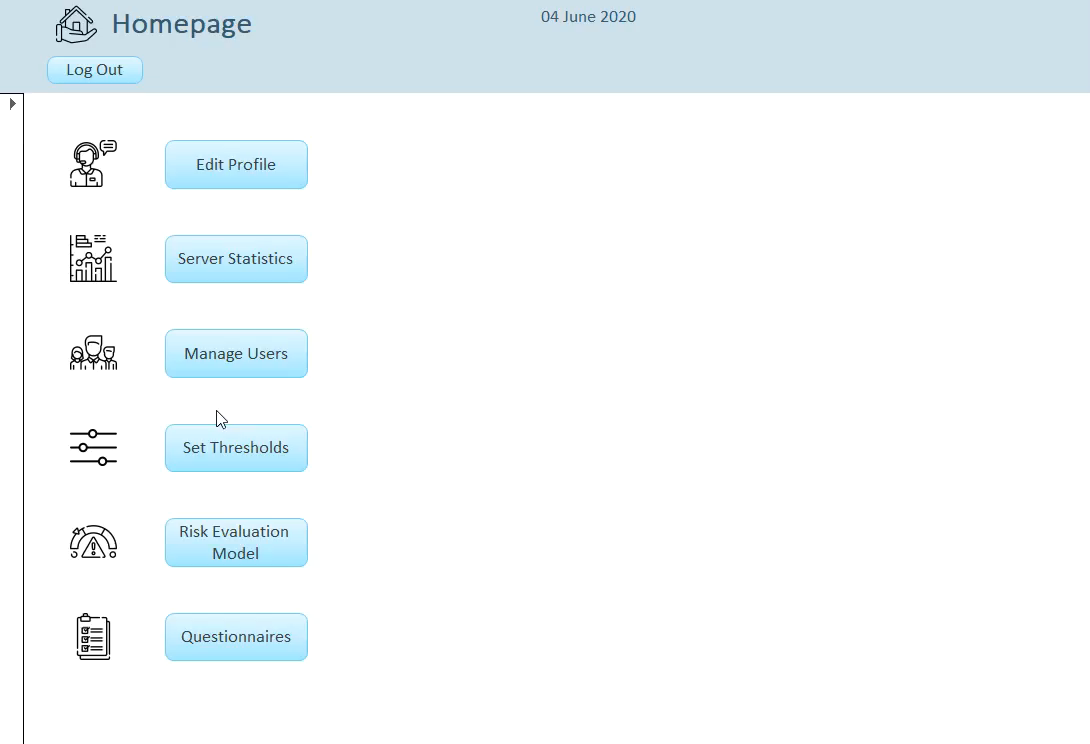 Homepage
04 June 2020
Log Out
Edit Profile
Server Statistics
Manage Users
Set Thresholds
Risk Evaluation
Model
Questionnaires